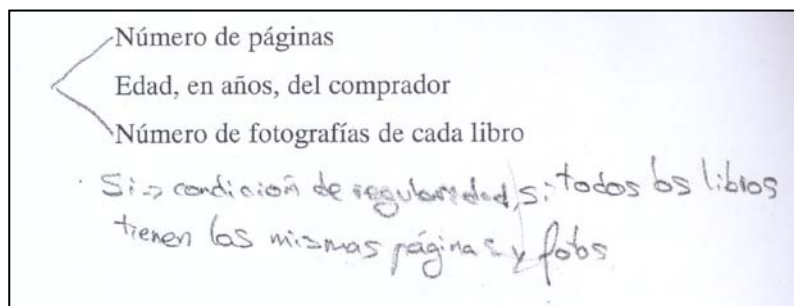 Número de páginas
Edad, en años, del comprador
Número de fotografías de cada libro
Si => condición de regularidad, si todos los libros
tienen las mismas páginas y fotos